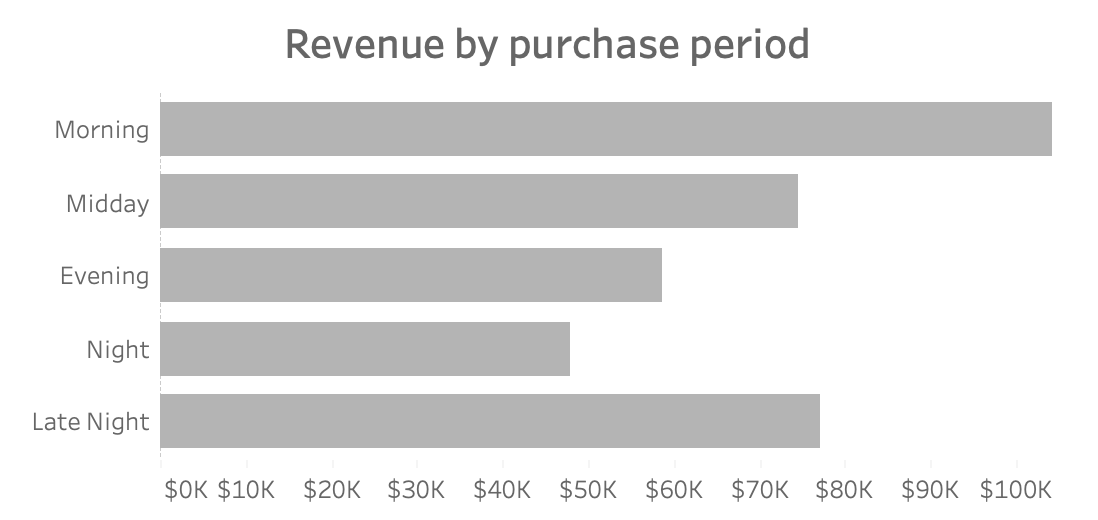 Revenue by purchase period
Morning
Midday
Evening
Night
Late Night
$0K $10K $20K $30K $40K $50K $60K $70K $80K $90K $100K